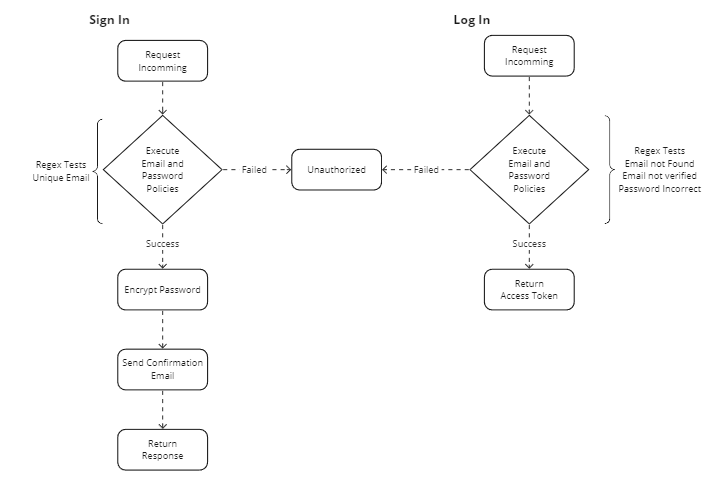 Sign In
Request
Incomming
Regex Tests
Unique Email
Execute
Email and
Password
Policies
Failed
Unauthorized
Success
Encrypt Password
Send Confirmation
Email
Return
Response
Log In
Request
Incomming
Execute
Email and
Password
Policies
Failed
Regex Tests
Email not Found
Email not verified
Password Incorrect
Success
Return
Access Token